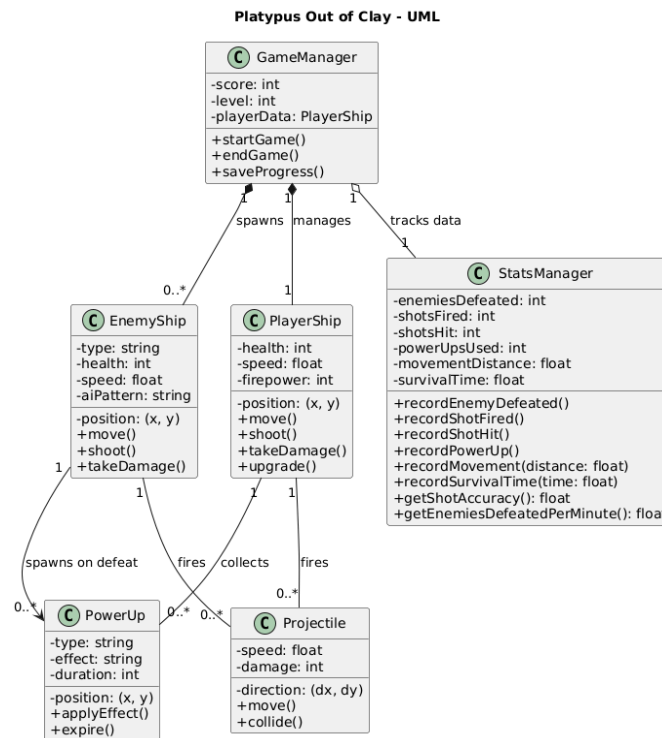 Platypus Out of Clay - UML
C GameManager
-score: int
-level: int
-playerData: PlayerShip
+startGame()
+endGame()
+saveProgress()
1 1 1
spawns manages tracks data
1
0..* 1
C StatsManager
-enemiesDefeated: int
-shotsFired: int
-shotsHit: int
-powerUpsUsed: int
-movementDistance: float
-survivalTime: float
+recordEnemyDefeated()
+recordShotFired()
+recordShotHit()
+recordPowerUp()
+recordMovement(distance: float)
+recordSurvivalTime(time: float)
+getShotAccuracy(): float
+getEnemiesDefeatedPerMinute(): floa
C EnemyShip
-type: string
-health: int
-speed: float
-aiPattern: string
-position: (x, y)
+move()
+shoot()
+takeDamage()
C PlayerShip
-health: int
-speed: float
-firepower: int
-position: (x, y)
+move()
+shoot()
+takeDamage()
+upgrade()
1 1 1 1
spawns on defeat fires collects fires
0..* 0..* 0..* 0..*
C PowerUp
-type: string
-effect: string
-duration: int
-position: (x, y)
+applyEffect()
+expire()
C Projectile
-speed: float
-damage: int
-direction: (dx, dy)
+move()
+collide()